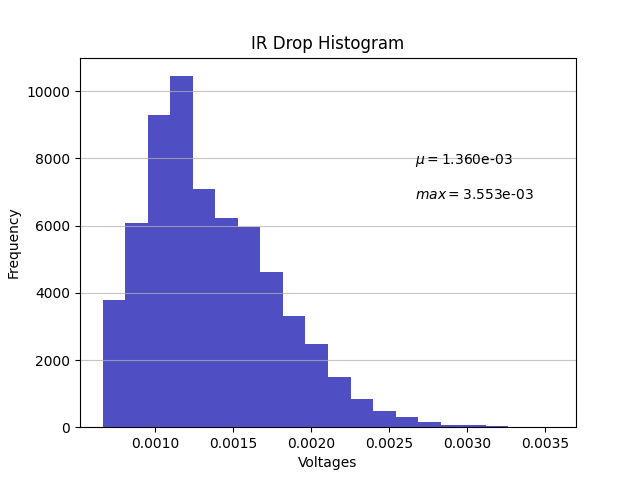 IR Drop Histogram
10000
8000
6000
4000
2000
0
Frequency
μ = 1.360e-03
max = 3.553e-03
0.0010 0.0015 0.0020 0.0025 0.0030 0.0035
Voltages